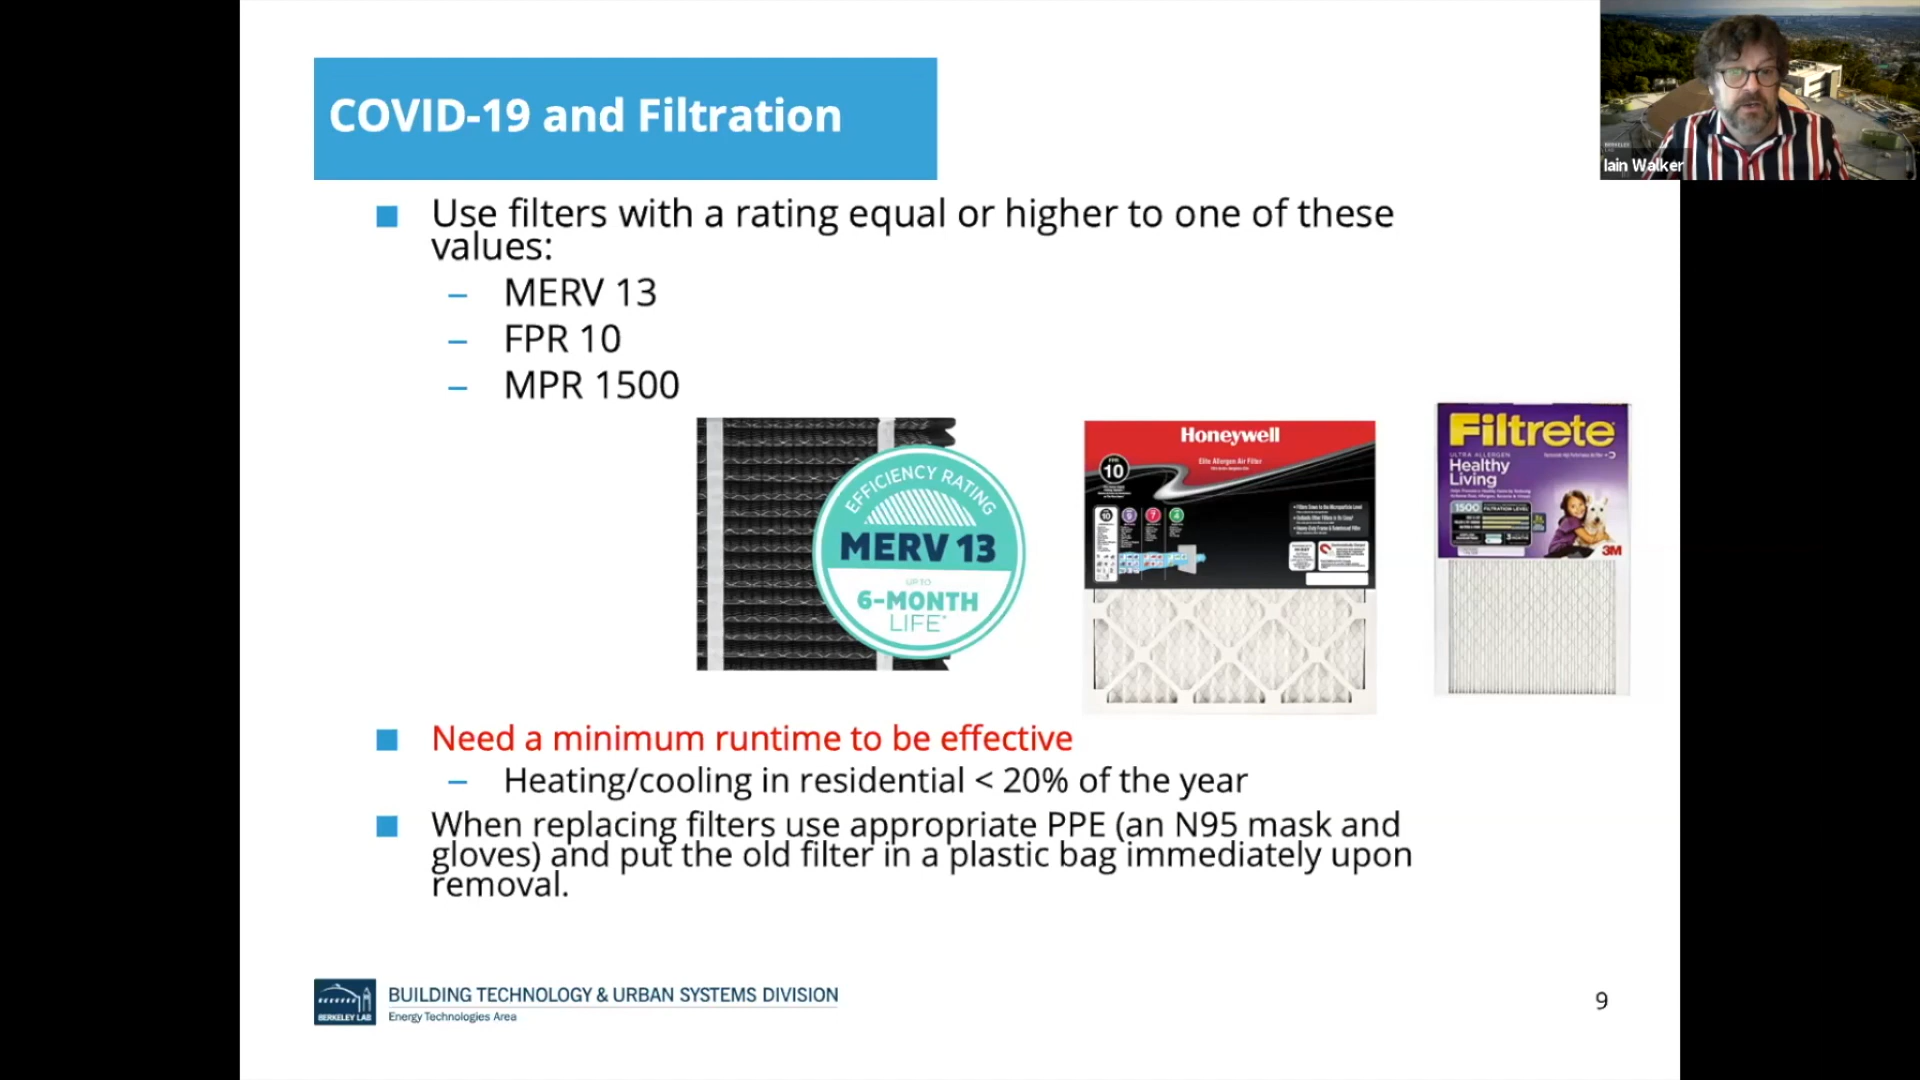 COVID-19 and Filtration
Iain Walker
Use filters with a rating equal or higher to one of these
values:
– MERV 13
– FPR 10
– MPR 1500
EFFICIENCY RATING
MERV 13
UP TO
6-MONTH
LIFE*
Honeywell
Elite Allergen Air Filter
10
10 9 7 4
Filtrete
ULTRA ALLERGEN
Healthy
Living
1500 FILTRATION LEVEL
3M
Need a minimum runtime to be effective
– Heating/cooling in residential < 20% of the year
When replacing filters use appropriate PPE (an N95 mask and
gloves) and put the old filter in a plastic bag immediately upon
removal.
BERKELEY LAB
BUILDING TECHNOLOGY & URBAN SYSTEMS DIVISION
Energy Technologies Area
9